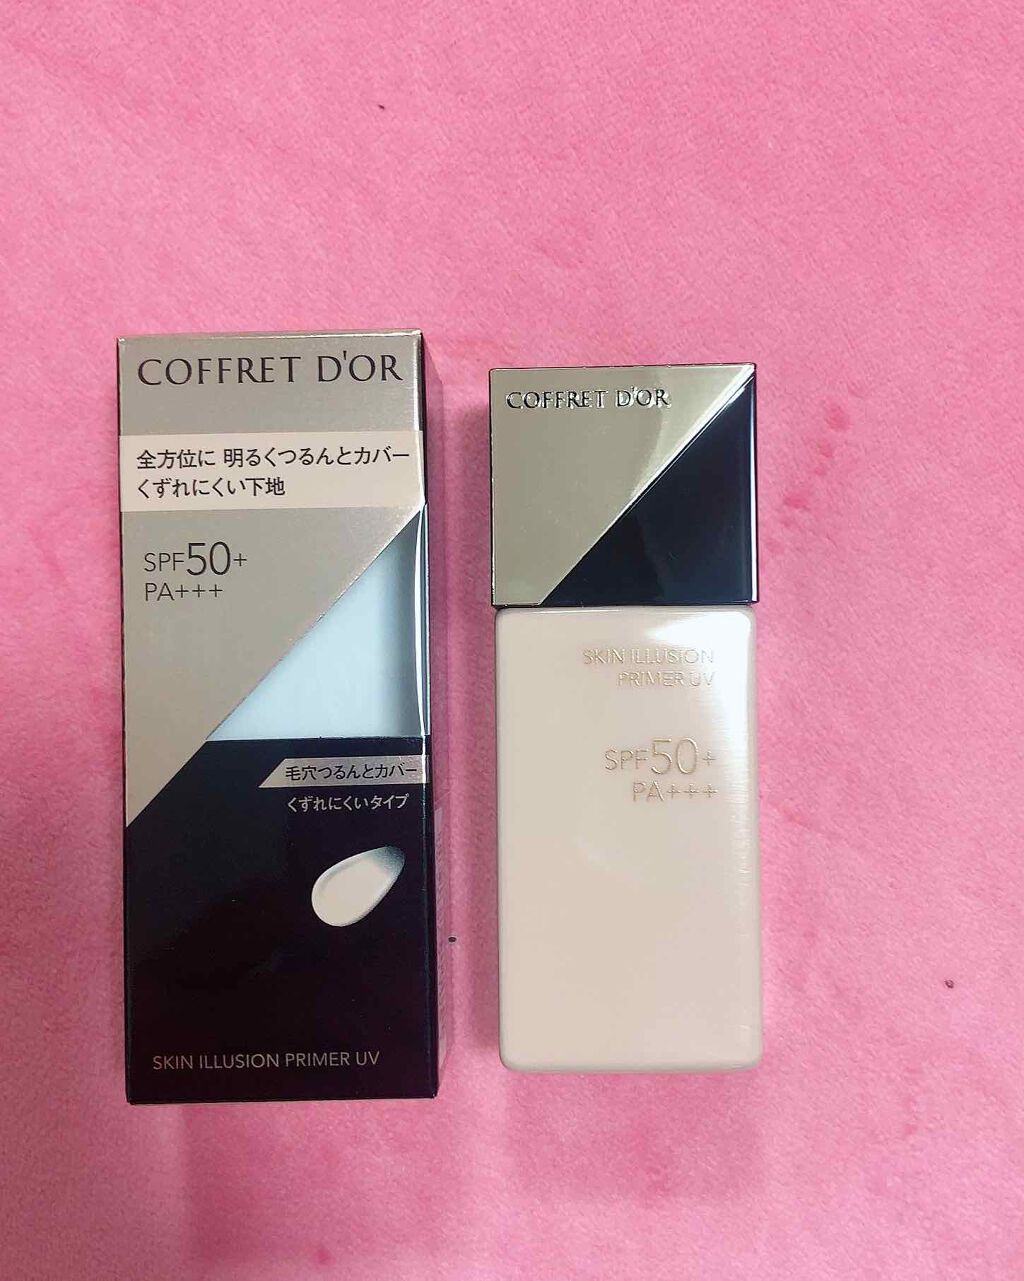 COFFRET D'OR
全方位に 明るくつるんとカバー
くずれにくい下地
SPF50+
PA+++
毛穴つるんとカバー
くずれにくいタイプ
SKIN ILLUSION PRIMER UV
COFFRET D'OR
SKIN ILLUSION
PRIMER UV
SPF50+
PA+++